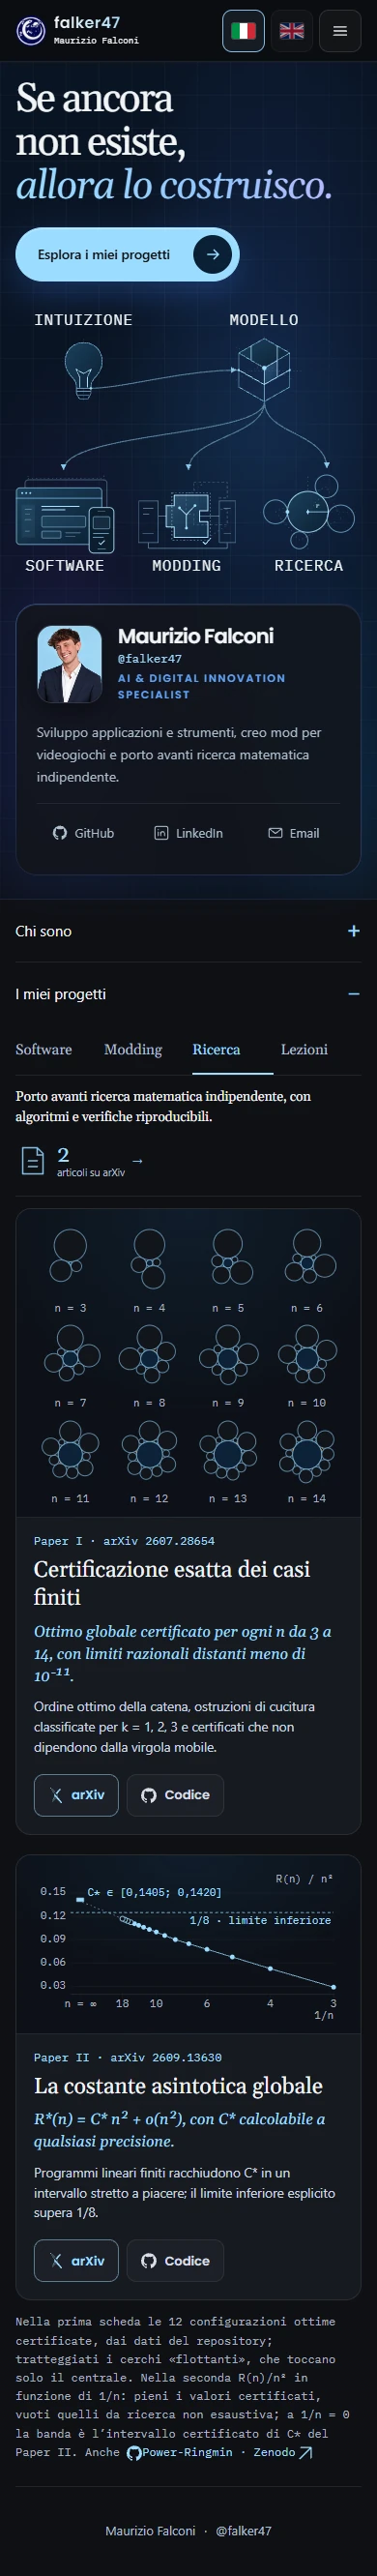 falker47
Maurizio Falconi
Se ancora
non esiste,
allora lo costruisco.
Esplora i miei progetti →
INTUIZIONE
MODELLO
SOFTWARE
MODDING
RICERCA
Maurizio Falconi
@falker47
AI & DIGITAL INNOVATION
SPECIALIST
Sviluppo applicazioni e strumenti, creo mod per
videogiochi e porto avanti ricerca matematica
indipendente.
GitHub
LinkedIn
Email
Chi sono +
I miei progetti −
Software Modding Ricerca Lezioni
Porto avanti ricerca matematica indipendente, con
algoritmi e verifiche riproducibili.
2 →
articoli su arXiv
n = 3 n = 4 n = 5 n = 6
n = 7 n = 8 n = 9 n = 10
n = 11 n = 12 n = 13 n = 14
Paper I · arXiv 2607.28654
Certificazione esatta dei casi
finiti
Ottimo globale certificato per ogni n da 3 a
14, con limiti razionali distanti meno di
10⁻¹¹.
Ordine ottimo della catena, ostruzioni di cucitura
classificate per k = 1, 2, 3 e certificati che non
dipendono dalla virgola mobile.
arXiv
Codice
R(n) / n²
0.15
C* ∈ [0,1405; 0,1420]
0.12
1/8 · limite inferiore
0.09
0.06
0.03
n = ∞ 18 10 6 4 3
1/n
Paper II · arXiv 2609.13630
La costante asintotica globale
R*(n) = C* n² + o(n²), con C* calcolabile a
qualsiasi precisione.
Programmi lineari finiti racchiudono C* in un
intervallo stretto a piacere; il limite inferiore esplicito
supera 1/8.
arXiv
Codice
Nella prima scheda le 12 configurazioni ottime
certificate, dai dati del repository;
tratteggiati i cerchi «flottanti», che toccano
solo il centrale. Nella seconda R(n)/n² in
funzione di 1/n: pieni i valori certificati,
vuoti quelli da ricerca non esaustiva; a 1/n = 0
la banda è l’intervallo certificato di C* del
Paper II. Anche Power-Ringmin · Zenodo
Maurizio Falconi · @falker47